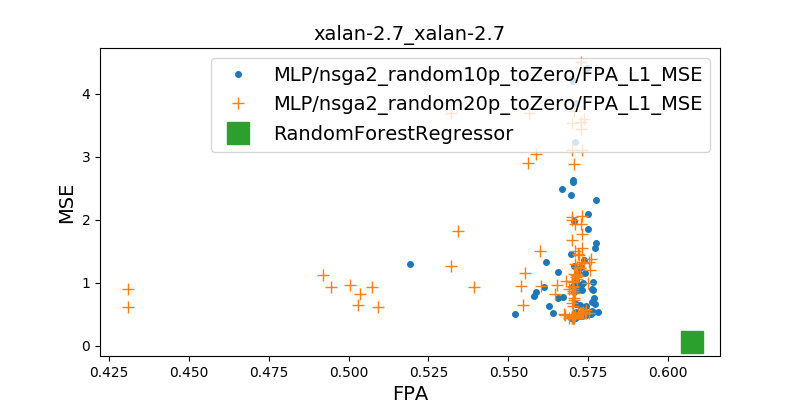 xalan-2.7_xalan-2.7
MLP/nsga2_random10p_toZero/FPA_L1_MSE
MLP/nsga2_random20p_toZero/FPA_L1_MSE
RandomForestRegressor
4
3
2
1
0
MSE
0.425 0.450 0.475 0.500 0.525 0.550 0.575 0.600
FPA